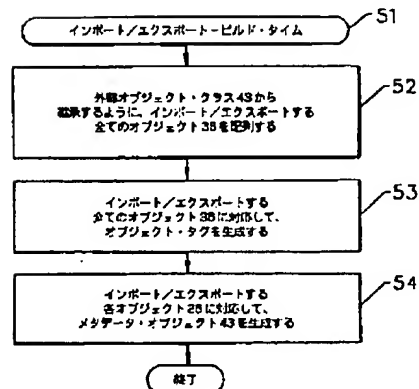 インポート/エクスポート-ビルド・タイム
51
外部オブジェクト・クラス43から
継承するように、インポート/エクスポートする
全てのオブジェクト35を配列する
52
インポート/エクスポートする
全てのオブジェクト35に対応して、
オブジェクト・タグを生成する
53
インポート/エクスポートする
各オブジェクト25に対応して、
メタデータ・オブジェクト43を生成する
54
終了